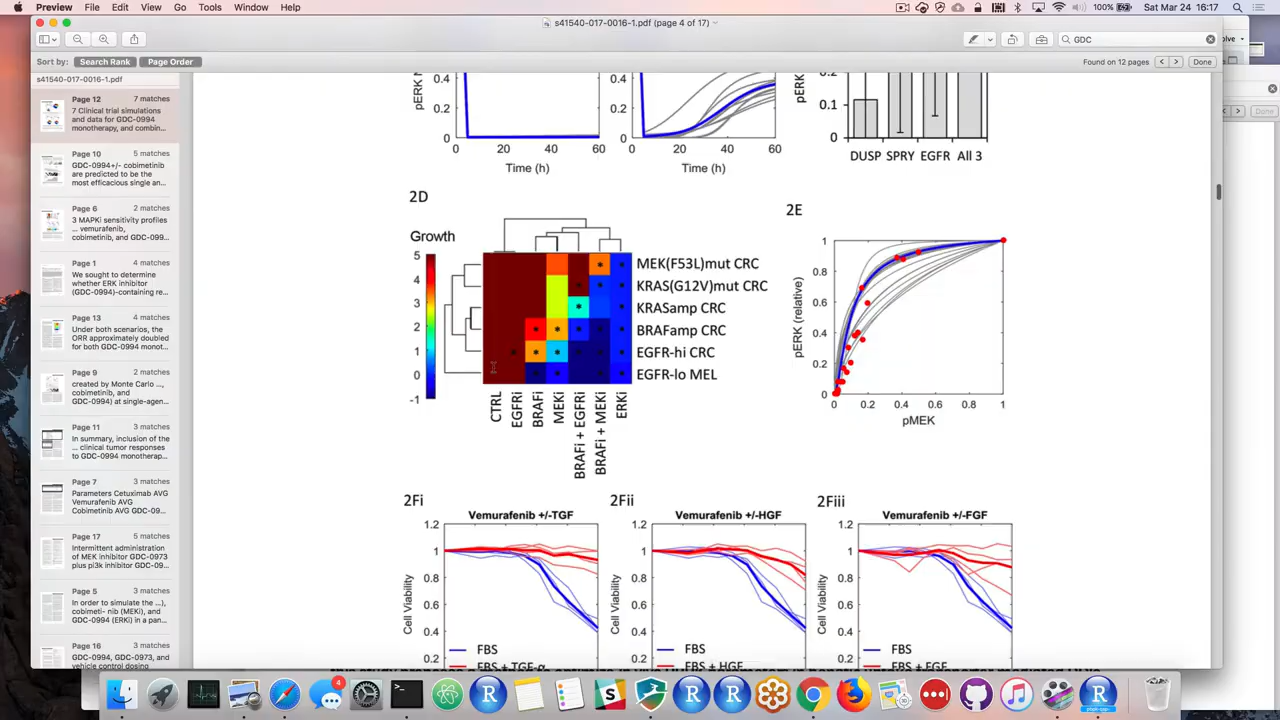 Preview File Edit View Go Tools Window Help 100% Sat Mar 24 16:17
s41540-017-0016-1.pdf (page 4 of 17)
GDC
Sort by: Search Rank Page Order Found on 12 pages Done
s41540-017-0016-1.pdf
Page 12 7 matches
7 Clinical trial simulations
and data for GDC-0994
monotherapy, and combin...
Page 10 5 matches
GDC-0994+/- cobimetinib
are predicted to be the
most efficacious single an...
Page 6 2 matches
3 MAPKi sensitivity profiles
... vemurafenib,
cobimetinib, and GDC-099...
Page 1 4 matches
We sought to determine
whether ERK inhibitor
(GDC-0994)-containing re...
Page 13 4 matches
Under both scenarios, the
ORR approximately doubled
for both GDC-0994 monot...
Page 9 3 matches
created by Monte Carlo ...,
cobimetinib, and
GDC-0994) at single-agen...
Page 11 3 matches
In summary, inclusion of the
... clinical tumor responses
to GDC-0994 monotherap...
Page 7 3 matches
Parameters Cetuximab AVG
Vemurafenib AVG
Cobimetinib AVG GDC-09...
Page 17 5 matches
Intermittent administration
of MEK inhibitor GDC-0973
plus pi3k inhibitor GDC-09...
Page 5 3 matches
In order to simulate the ...),
cobimeti- nib (MEKi), and
GDC-0994 (ERKi) in a pan...
Page 16 3 matches
GDC-0994, GDC-0973, and
vehicle control dosing
pERK
0.4
0.2
0
0 20 40 60
Time (h)
0.4
0.2
0
0 20 40 60
Time (h)
pERK
0.2
0.1
0
DUSP SPRY EGFR All 3
2D
Growth
5
4
3
2
1
0
-1
MEK(F53L)mut CRC
KRAS(G12V)mut CRC
KRASamp CRC
BRAFamp CRC
EGFR-hi CRC
EGFR-lo MEL
CTRL
EGFRi
BRAFi
MEKi
BRAFi + EGFRi
BRAFi + MEKi
ERKi
2E
pERK (relative)
1
0.8
0.6
0.4
0.2
0
0 0.2 0.4 0.6 0.8 1
pMEK
2Fi
Vemurafenib +/-TGF
Cell Viability
1.2
1
0.8
0.6
0.4
0.2
FBS
FBS + TGF-α
2Fii
Vemurafenib +/-HGF
Cell Viability
1.2
1
0.8
0.6
0.4
0.2
FBS
FBS + HGF
2Fiii
Vemurafenib +/-FGF
Cell Viability
1.2
1
0.8
0.6
0.4
0.2
FBS
FBS + FGF
4